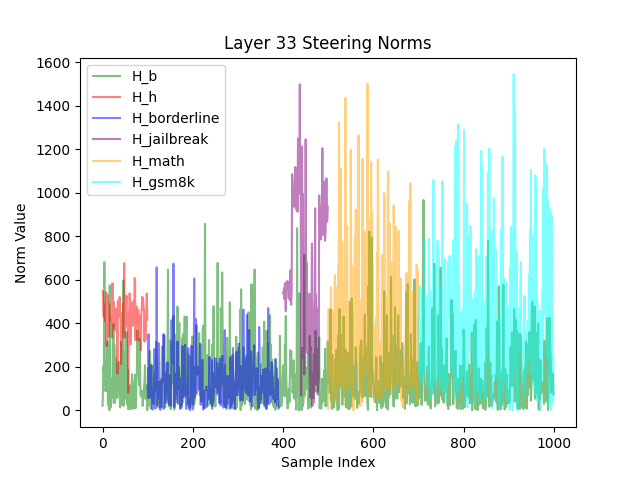 Layer 33 Steering Norms
1600
1400
1200
1000
800
600
400
200
0
Norm Value
H_b
H_h
H_borderline
H_jailbreak
H_math
H_gsm8k
0
200
400
600
800
1000
Sample Index